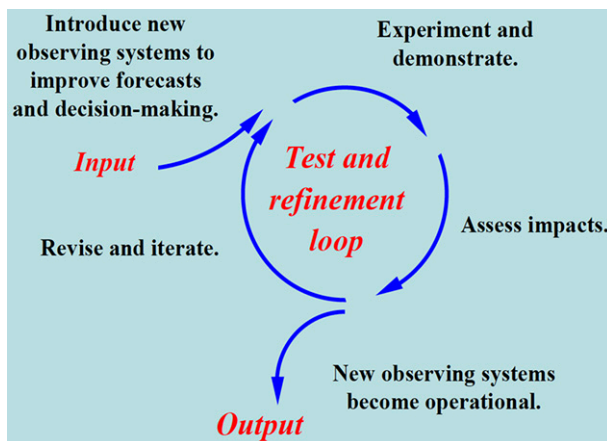 Introduce new
observing systems to
improve forecasts
and decision-making.
Experiment and
demonstrate.
Input
Test and
refinement
loop
Assess impacts.
Revise and iterate.
New observing systems
become operational.
Output